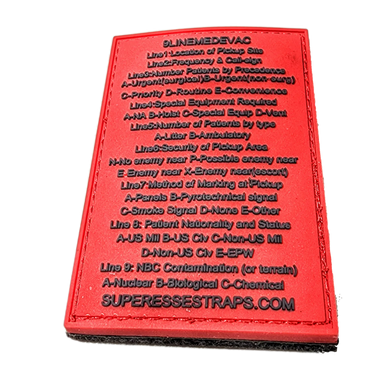 9LINEMEDEVAC
Line1:Location of Pickup Site
Line2:Frequency & Call-sign
Line3:Number Patients by Precedence
A-Urgent(surgical)B-Urgent(non-surg)
C-Priority D-Routine E-Convenience
Line4:Special Equipment Required
A-NA B-Hoist C-Special Equip D-Vent
Line5:Number of Patients by type
A-Litter B-Ambulatory
Line6:Security of Pickup Area
N-No enemy near P-Possible enemy near
E-Enemy near X-Enemy near(escort)
Line7:Method of Marking at Pickup
A-Panels B-Pyrotechnical signal
C-Smoke Signal D-None E-Other
Line 8: Patient Nationality and Status
A-US Mil B-US Civ C-Non-US Mil
D-Non-US Civ E-EPW
Line 9: NBC Contamination (or terrain)
A-Nuclear B-Biological C-Chemical
SUPERESSESTRAPS.COM